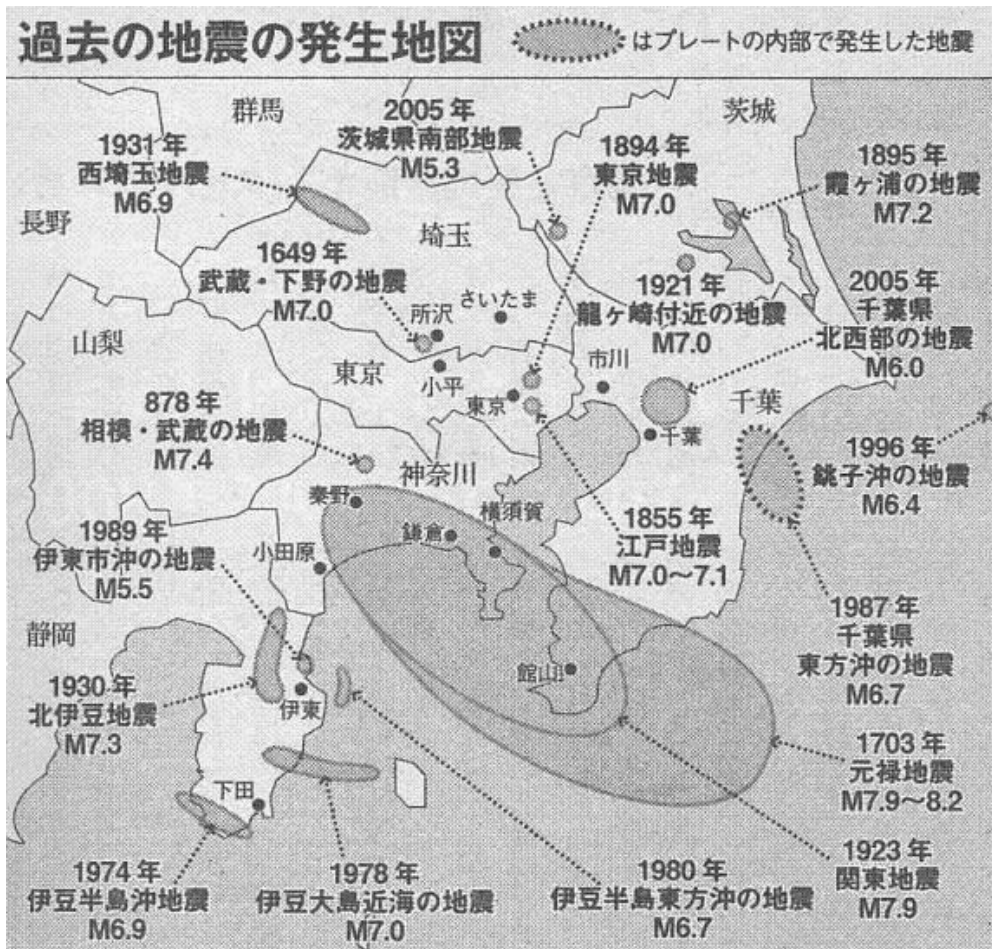 過去の地震の発生地図
はプレートの内部で発生した地震
群馬
茨城
長野
埼玉
山梨
東京
千葉
神奈川
静岡
1931年
西埼玉地震
M6.9
2005年
茨城県南部地震
M5.3
1894年
東京地震
M7.0
1895年
霞ヶ浦の地震
M7.2
1649年
武蔵・下野の地震
M7.0
1921年
龍ヶ崎付近の地震
M7.0
2005年
千葉県
北西部の地震
M6.0
878年
相模・武蔵の地震
M7.4
1996年
銚子沖の地震
M6.4
1989年
伊東市沖の地震
M5.5
1855年
江戸地震
M7.0〜7.1
1987年
千葉県
東方沖の地震
M6.7
1930年
北伊豆地震
M7.3
1703年
元禄地震
M7.9〜8.2
1923年
関東地震
M7.9
1974年
伊豆半島沖地震
M6.9
1978年
伊豆大島近海の地震
M7.0
1980年
伊豆半島東方沖の地震
M6.7
さいたま
所沢
小平
東京
市川
千葉
秦野
鎌倉
横須賀
小田原
館山
伊東
下田